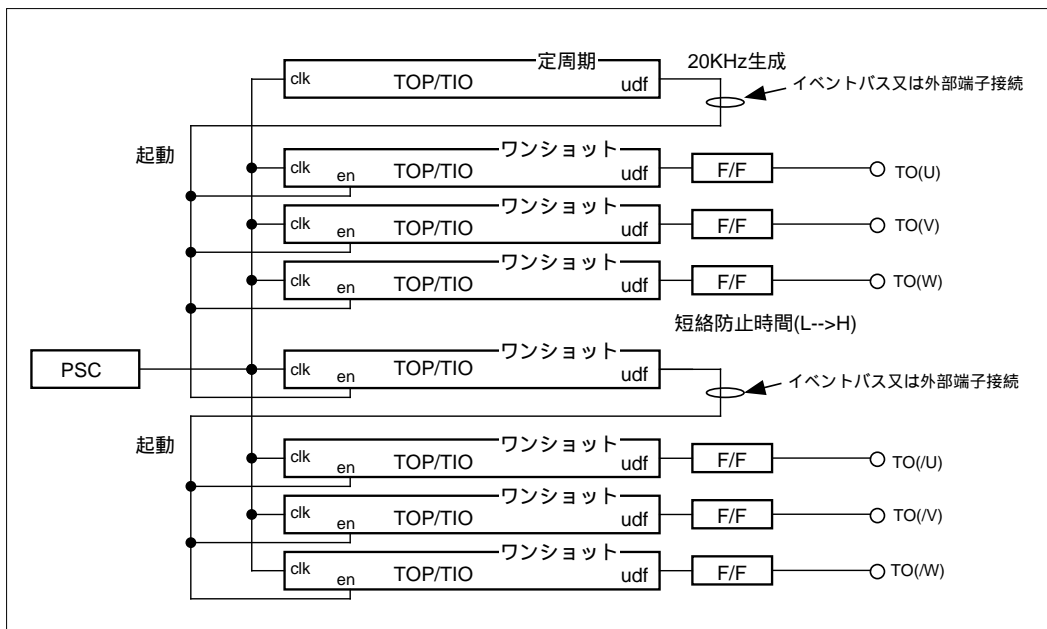 定周期
20KHz生成
clk
TOP/TIO
udf
イベントバス又は外部端子接続
起動
ワンショット
clk
en
TOP/TIO
udf
F/F
TO(U)
ワンショット
clk
en
TOP/TIO
udf
F/F
TO(V)
ワンショット
clk
en
TOP/TIO
udf
F/F
TO(W)
短絡防止時間(L-->H)
PSC
ワンショット
clk
en
TOP/TIO
udf
イベントバス又は外部端子接続
起動
ワンショット
clk
en
TOP/TIO
udf
F/F
TO(/U)
ワンショット
clk
en
TOP/TIO
udf
F/F
TO(/V)
ワンショット
clk
en
TOP/TIO
udf
F/F
TO(/W)